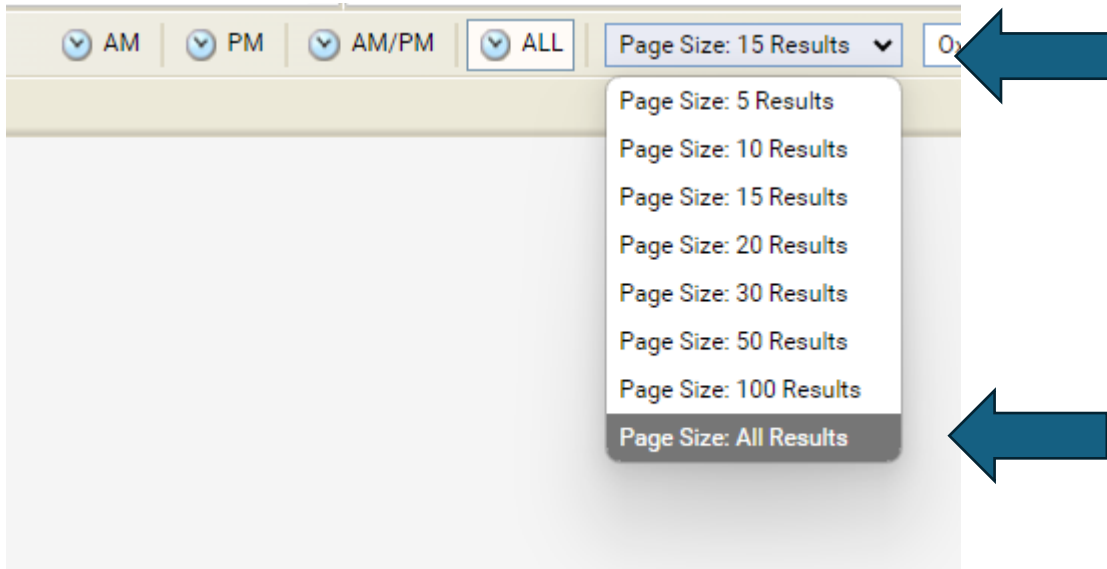 AM PM AM/PM ALL Page Size: 15 Results
Page Size: 5 Results
Page Size: 10 Results
Page Size: 15 Results
Page Size: 20 Results
Page Size: 30 Results
Page Size: 50 Results
Page Size: 100 Results
Page Size: All Results